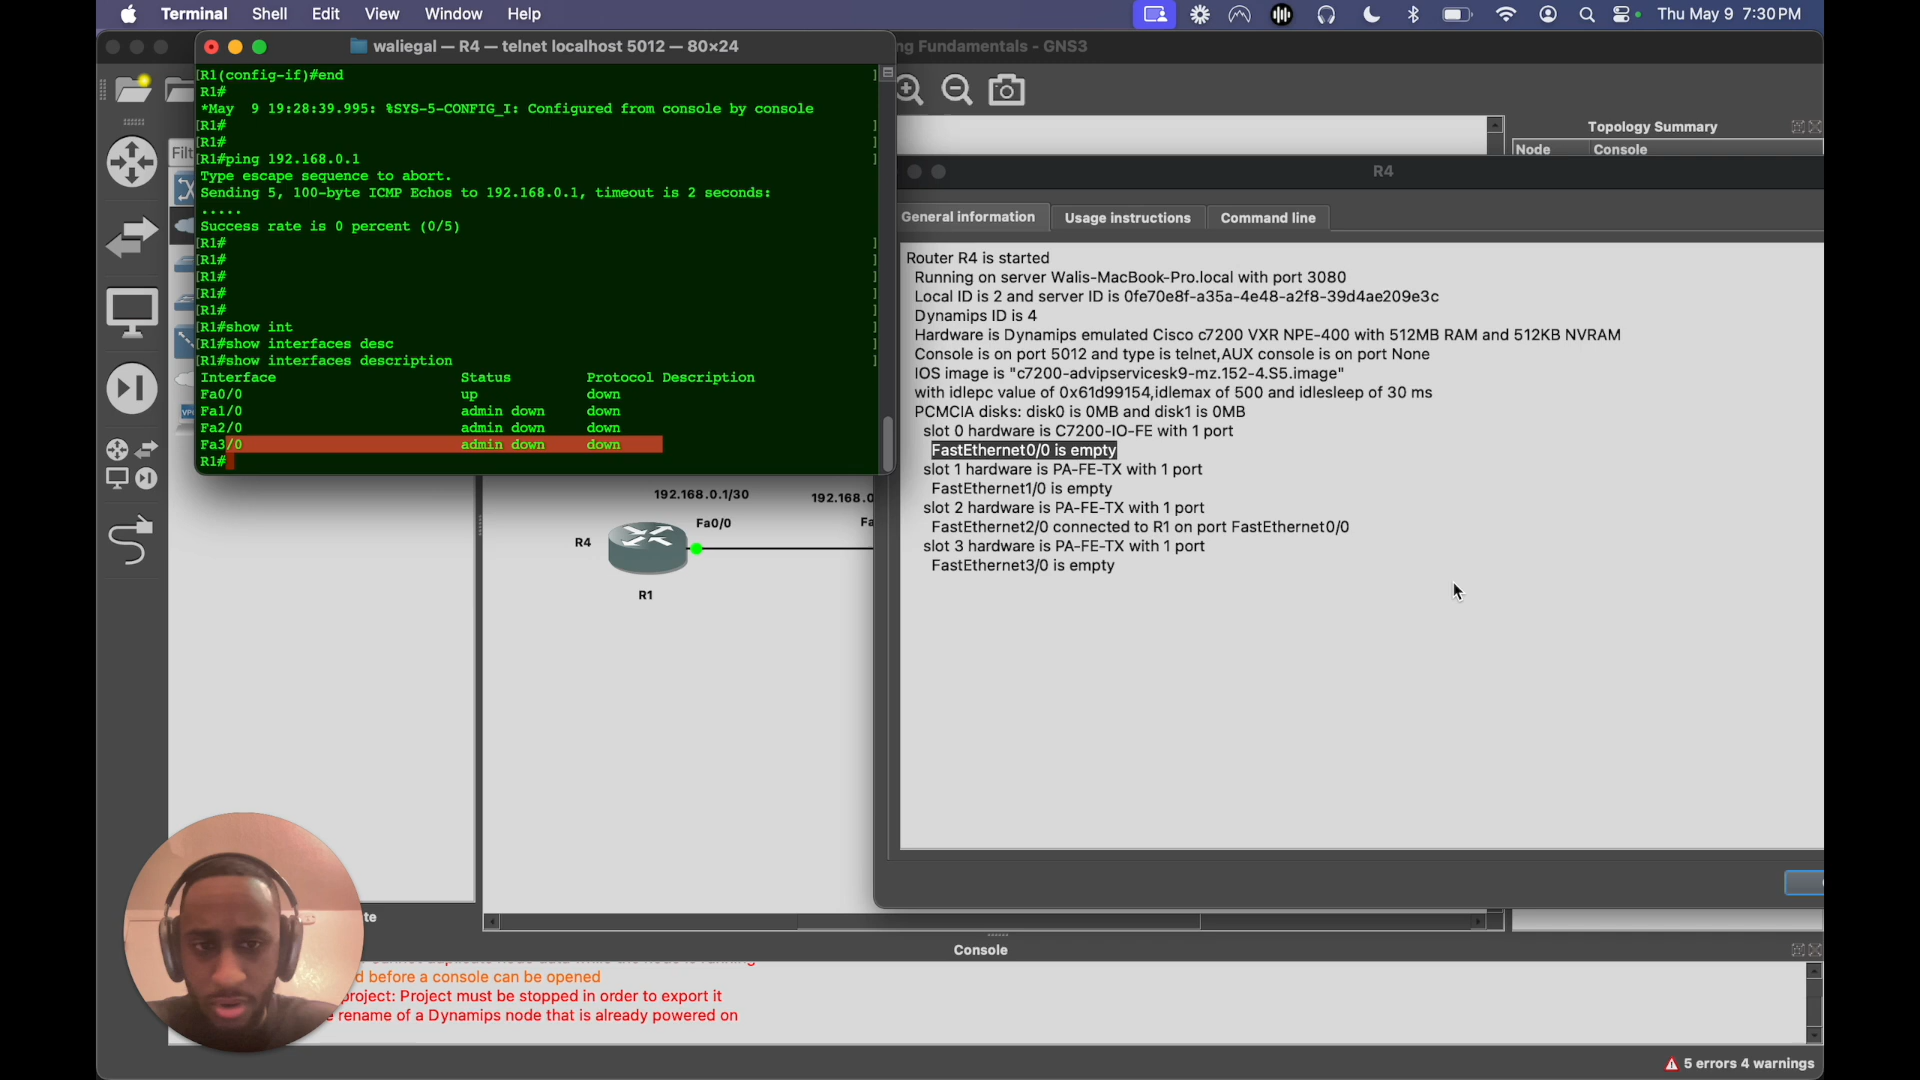 Terminal Shell Edit View Window Help
Thu May 9 7:30 PM
waliegal — R4 — telnet localhost 5012 — 80×24
ng Fundamentals - GNS3
[R1(config-if)#end ]
R1#
*May  9 19:28:39.995: %SYS-5-CONFIG_I: Configured from console by console
[R1# ]
[R1# ]
[R1#ping 192.168.0.1 ]
Type escape sequence to abort.
Sending 5, 100-byte ICMP Echos to 192.168.0.1, timeout is 2 seconds:
.....
Success rate is 0 percent (0/5)
[R1# ]
[R1# ]
[R1# ]
[R1# ]
[R1# ]
[R1#show int ]
[R1#show interfaces desc ]
[R1#show interfaces description ]
Interface Status Protocol Description
Fa0/0 up down
Fa1/0 admin down down
Fa2/0 admin down down
Fa3/0 admin down down
R1#
Filt
VPC
Topology Summary
Node Console
R4
General information Usage instructions Command line
Router R4 is started
Running on server Walis-MacBook-Pro.local with port 3080
Local ID is 2 and server ID is 0fe70e8f-a35a-4e48-a2f8-39d4ae209e3c
Dynamips ID is 4
Hardware is Dynamips emulated Cisco c7200 VXR NPE-400 with 512MB RAM and 512KB NVRAM
Console is on port 5012 and type is telnet,AUX console is on port None
IOS image is "c7200-advipservicesk9-mz.152-4.S5.image"
with idlepc value of 0x61d99154,idlemax of 500 and idlesleep of 30 ms
PCMCIA disks: disk0 is 0MB and disk1 is 0MB
slot 0 hardware is C7200-IO-FE with 1 port
FastEthernet0/0 is empty
slot 1 hardware is PA-FE-TX with 1 port
FastEthernet1/0 is empty
slot 2 hardware is PA-FE-TX with 1 port
FastEthernet2/0 connected to R1 on port FastEthernet0/0
slot 3 hardware is PA-FE-TX with 1 port
FastEthernet3/0 is empty
192.168.0.1/30 192.168.0
Fa0/0 Fa
R4
R1
te
Console
d before a console can be opened
project: Project must be stopped in order to export it
e rename of a Dynamips node that is already powered on
5 errors 4 warnings